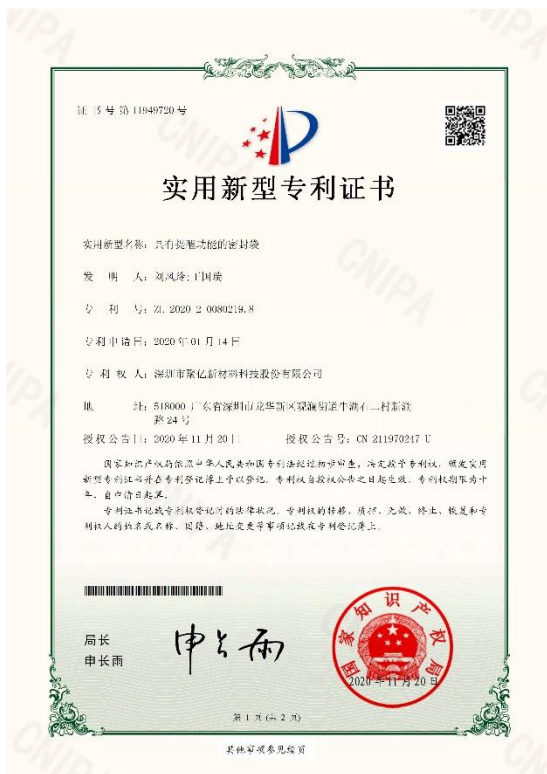 证书号第11949720号
实用新型专利证书
实用新型名称：具有提醒功能的密封袋
发明人：刘凤玲;王国瑞
专利号：ZL 2020 2 0080219.8
专利申请日：2020年01月14日
专利权人：深圳市聚亿新材料科技股份有限公司
地址：518000 广东省深圳市龙华新区观澜街道牛湖石二村新湖
路24号
授权公告日：2020年11月20日 授权公告号：CN 211970247 U
国家知识产权局依照中华人民共和国专利法经过初步审查，决定授予专利权，颁发实用
新型专利证书并在专利登记簿上予以登记。专利权自授权公告之日起生效。专利权期限为十
年，自申请日起算。
专利证书记载专利权登记时的法律状况。专利权的转移、质押、无效、终止、恢复和专
利权人的姓名或名称、国籍、地址变更等事项记载在专利登记簿上。
局长
申长雨
申长雨
国家知识产权局
2020年11月20日
第1页(共2页)
其他事项参见续页
CNIPA